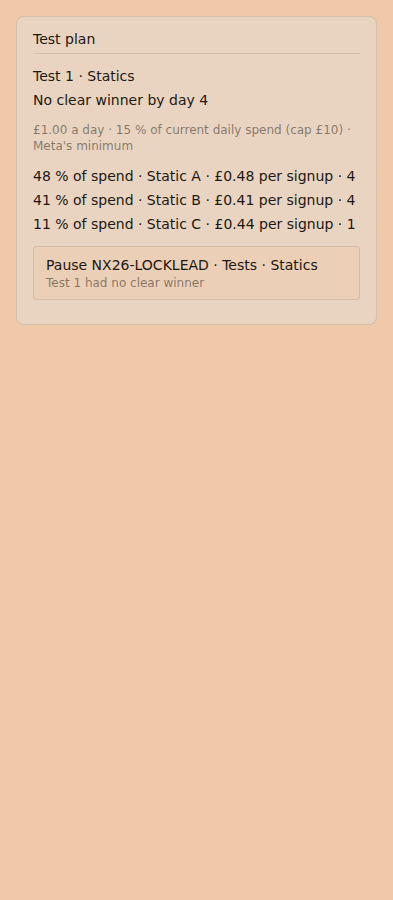 Test plan
Test 1 · Statics
No clear winner by day 4
£1.00 a day · 15 % of current daily spend (cap £10) ·
Meta's minimum
48 % of spend · Static A · £0.48 per signup · 4
41 % of spend · Static B · £0.41 per signup · 4
11 % of spend · Static C · £0.44 per signup · 1
Pause NX26-LOCKLEAD · Tests · Statics
Test 1 had no clear winner